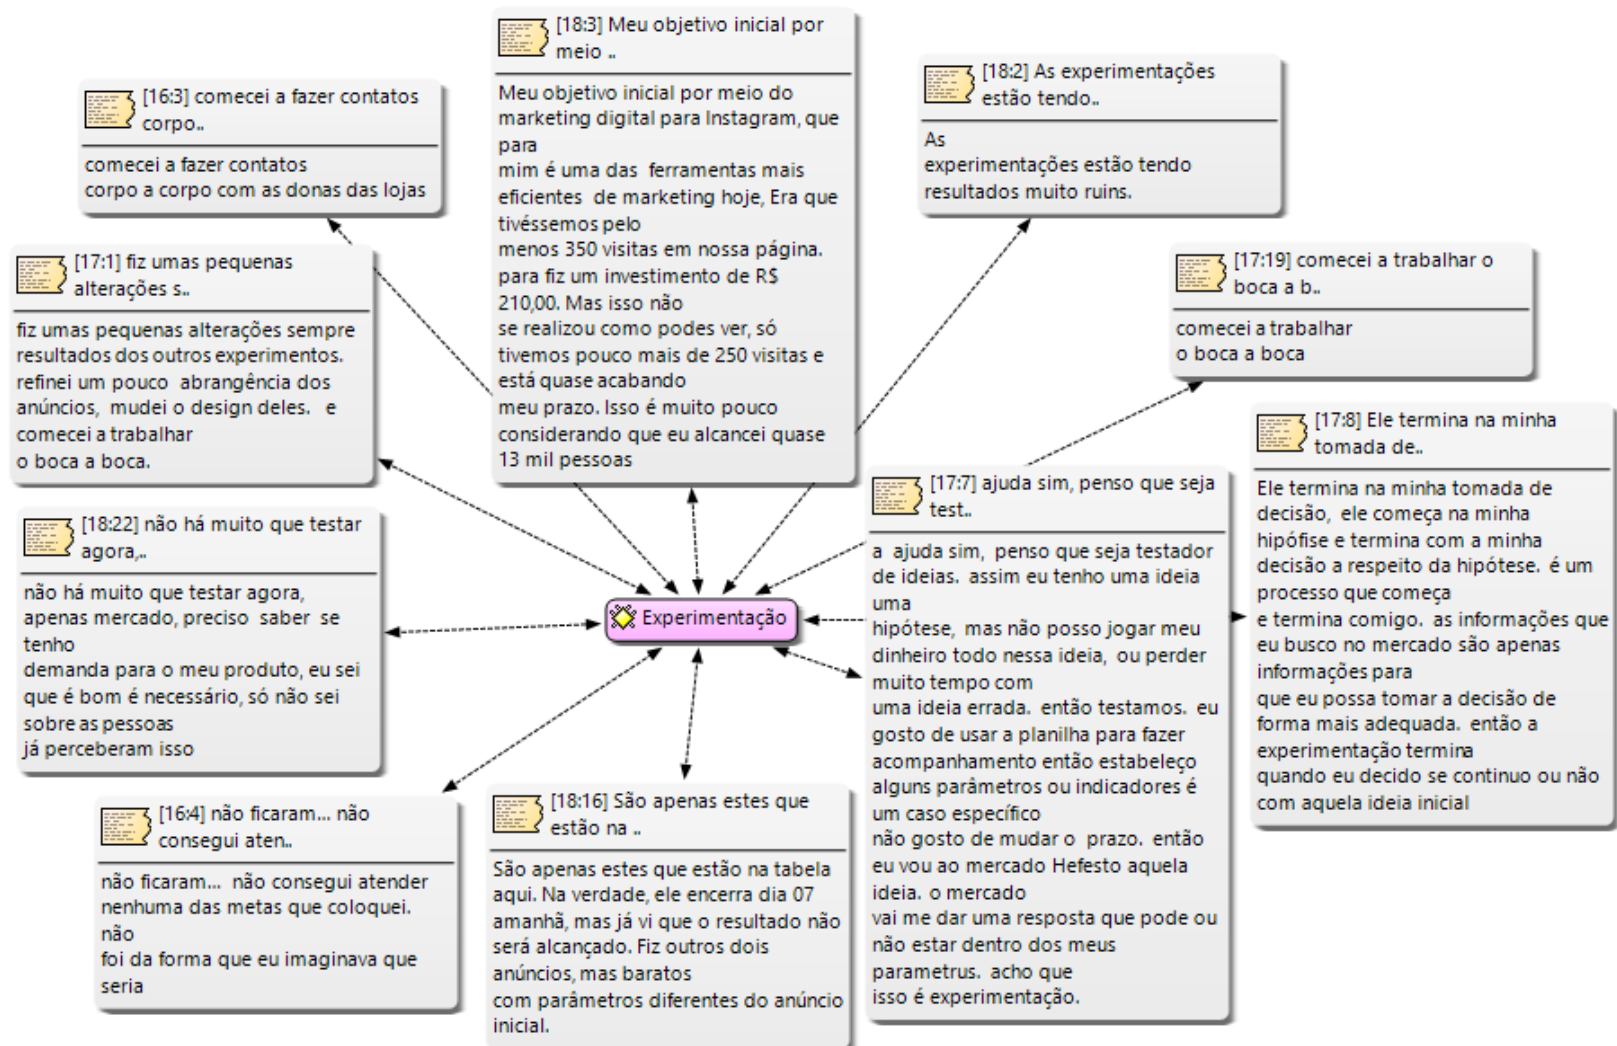 [18:3] Meu objetivo inicial por
meio ..
Meu objetivo inicial por meio do
marketing digital para Instagram, que
para
mim é uma das  ferramentas mais
eficientes  de marketing hoje, Era que
tivéssemos pelo
menos 350 visitas em nossa página.
para fiz um investimento de R$
210,00. Mas isso não
se realizou como podes ver, só
tivemos pouco mais de 250 visitas e
está quase acabando
meu prazo. Isso é muito pouco
considerando que eu alcancei quase
13 mil pessoas
[18:2] As experimentações
estão tendo..
As
experimentações estão tendo
resultados muito ruins.
[16:3] comecei a fazer contatos
corpo..
comecei a fazer contatos
corpo a corpo com as donas das lojas
[17:1] fiz umas pequenas
alterações s..
fiz umas pequenas alterações sempre
resultados dos outros experimentos.
refinei um pouco  abrangência dos
anúncios,  mudei o design deles.   e
comecei a trabalhar
o boca a boca.
[17:19] comecei a trabalhar o
boca a b..
comecei a trabalhar
o boca a boca
[17:8] Ele termina na minha
tomada de..
Ele termina na minha tomada de
decisão,  ele começa na minha
hipófise e termina com a minha
decisão a respeito da hipótese. é um
processo que começa
e termina comigo. as informações que
eu busco no mercado são apenas
informações para
que eu possa tomar a decisão de
forma mais adequada. então a
experimentação termina
quando eu decido se continuo ou não
com aquela ideia inicial
[17:7] ajuda sim, penso que seja
test..
a  ajuda sim,  penso que seja testador
de ideias. assim eu tenho uma ideia
uma
hipótese,  mas não posso jogar meu
dinheiro todo nessa ideia,  ou perder
muito tempo com
uma ideia errada.  então testamos.  eu
gosto de usar a planilha para fazer
acompanhamento então estabeleço
alguns parâmetros ou indicadores é
um caso específico
não gosto de mudar o  prazo.  então
eu vou ao mercado Hefesto aquela
ideia.  o mercado
vai me dar uma resposta que pode ou
não estar dentro dos meus
parametrus.  acho que
isso é experimentação.
[18:22] não há muito que testar
agora,..
não há muito que testar agora,
apenas mercado, preciso  saber  se
tenho
demanda para o meu produto, eu sei
que é bom é necessário, só não sei
sobre as pessoas
já perceberam isso
Experimentação
[16:4] não ficaram... não
consegui aten..
não ficaram...  não consegui atender
nenhuma das metas que coloquei.
não
foi da forma que eu imaginava que
seria
[18:16] São apenas estes que
estão na ..
São apenas estes que estão na tabela
aqui. Na verdade, ele encerra dia 07
amanhã, mas já vi que o resultado não
será alcançado. Fiz outros dois
anúncios, mas baratos
com parâmetros diferentes do anúncio
inicial.